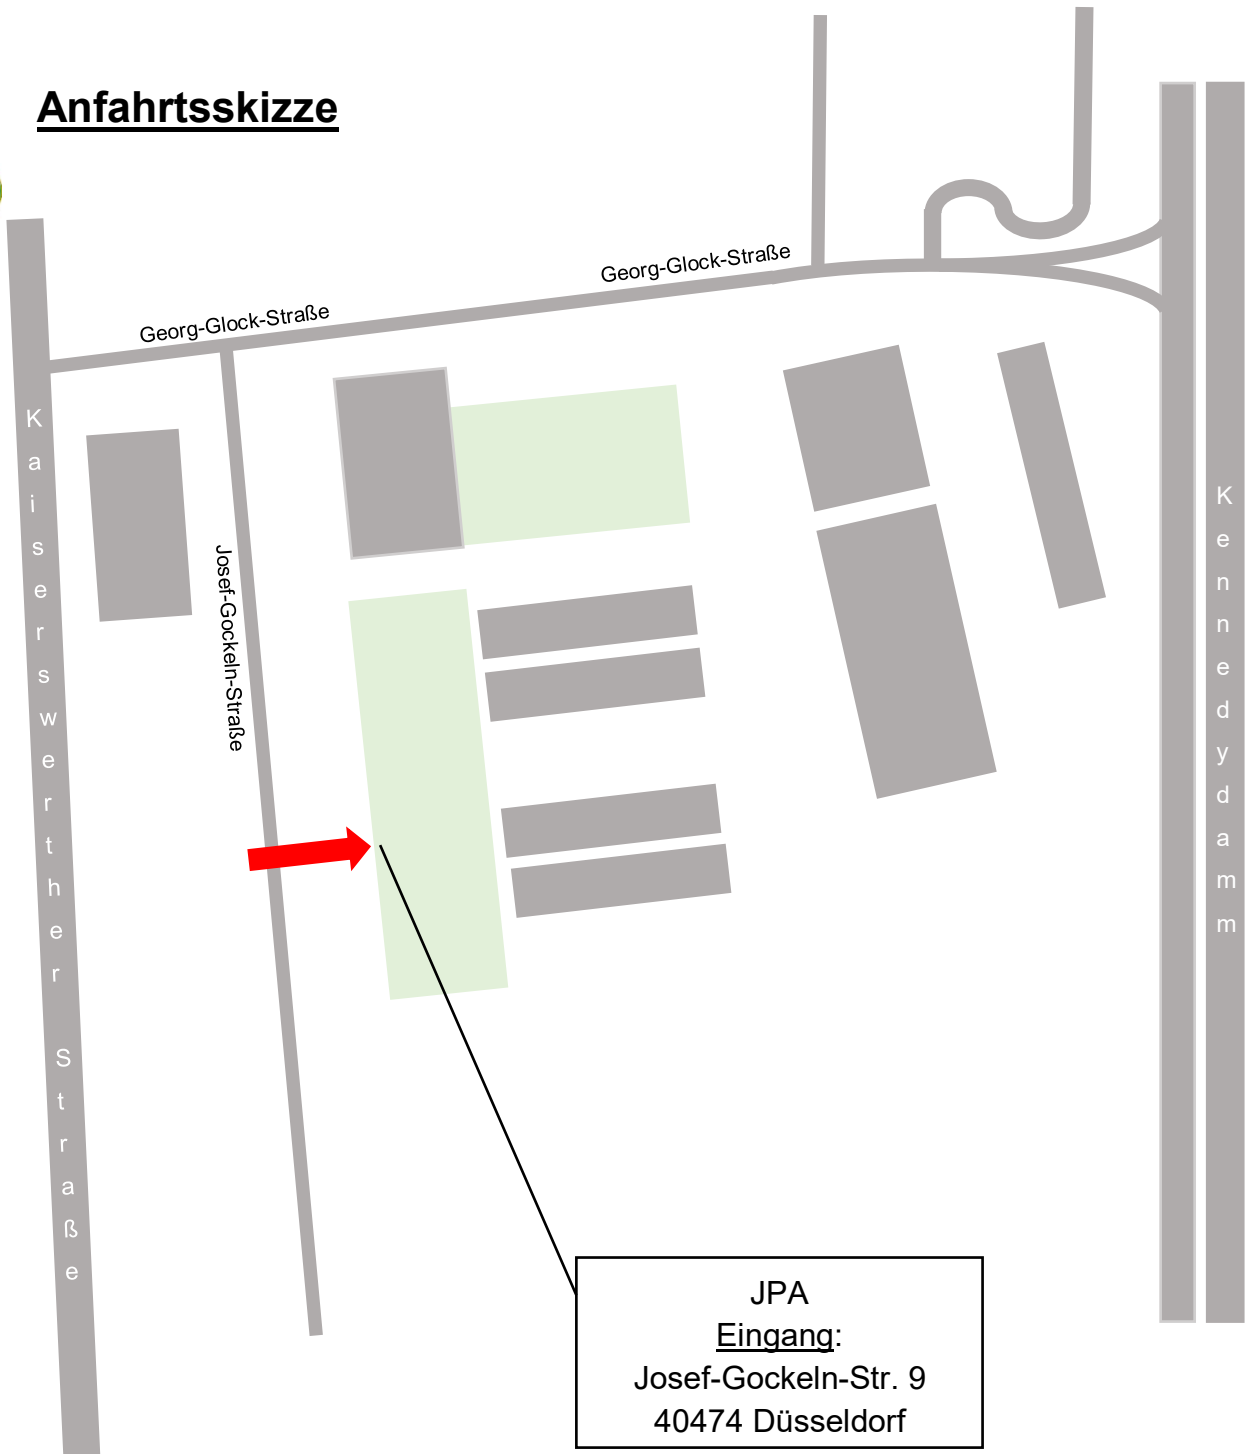 Anfahrtsskizze
Georg-Glock-Straße
Georg-Glock-Straße
Kaiserswerther Straße
Josef-Gockeln-Straße
Kennedydamm
JPA
Eingang:
Josef-Gockeln-Str. 9
40474 Düsseldorf